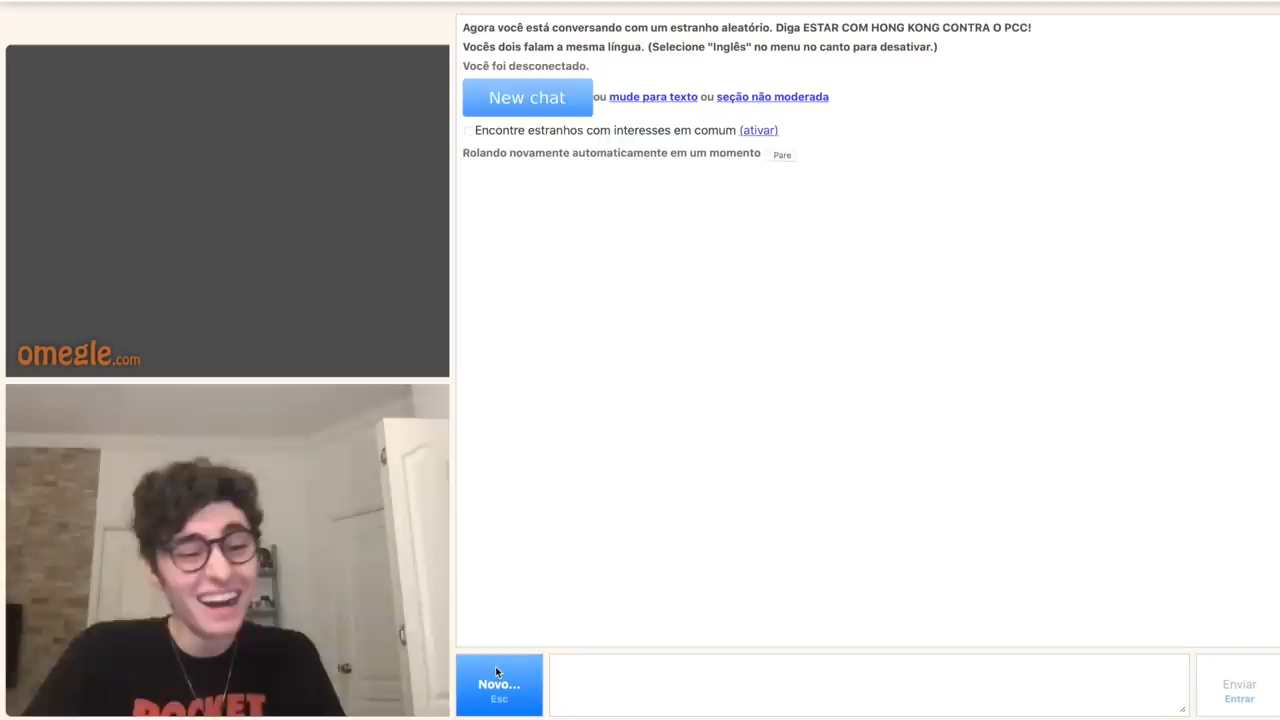 Agora você está conversando com um estranho aleatório. Diga ESTAR COM HONG KONG CONTRA O PCC!
Vocês dois falam a mesma língua. (Selecione "Inglês" no menu no canto para desativar.)
Você foi desconectado.
New chat ou mude para texto ou seção não moderada
Encontre estranhos com interesses em comum (ativar)
Rolando novamente automaticamente em um momento Pare
omegle.com
ROCKET
Novo...
Esc
Enviar
Entrar